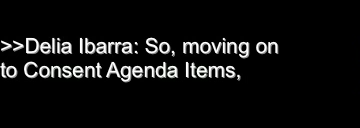 >>Delia Ibarra: So, moving on
to Consent Agenda Items,